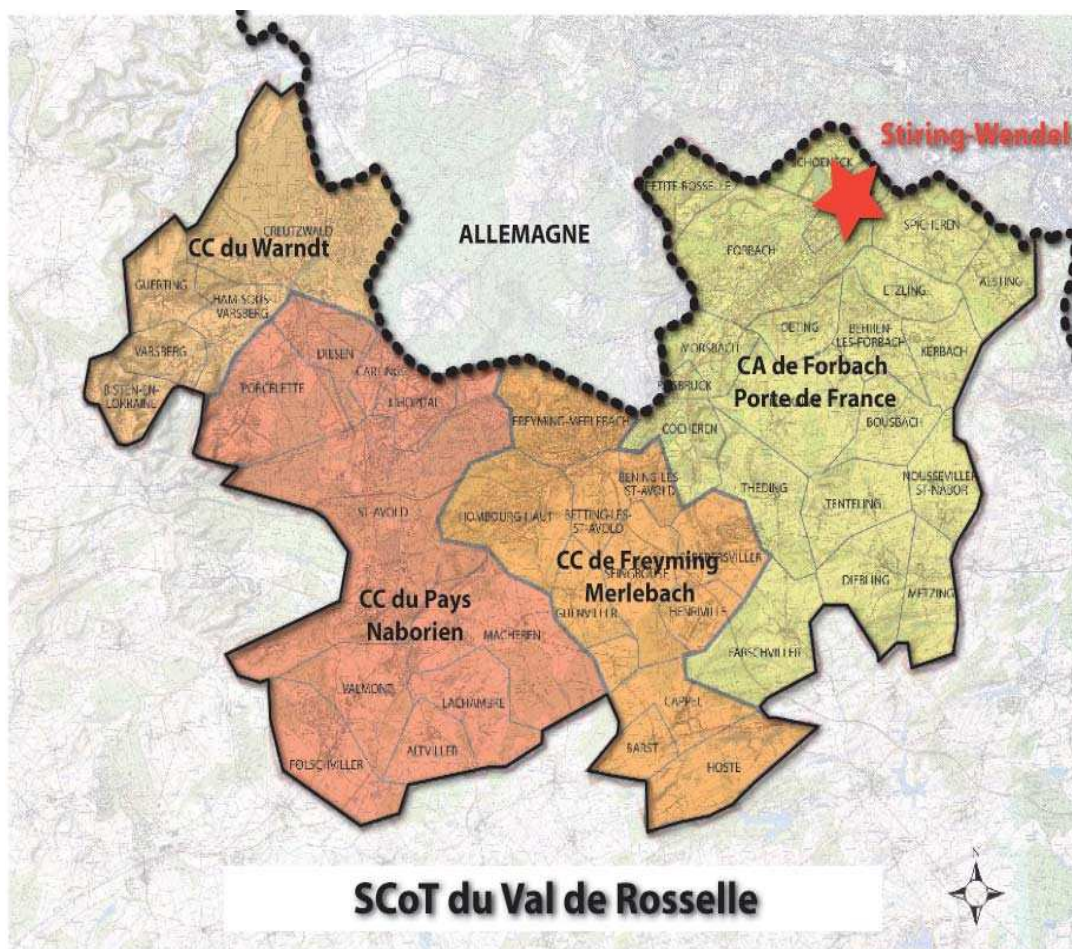 Stiring-Wendel
SCHOENECK
PETITE-ROSSELLE
SPICHEREN
FORBACH
ALLEMAGNE
CREUTZWALD
CC du Warndt
GUERTING
HAM-SOUS-
VARSBERG
VARSBERG
BISTEN-EN-
LORRAINE
ALSTING
ETZLING
OETING
BEHREN-
LES-FORBACH
KERBACH
MORSBACH
CA de Forbach
Porte de France
BOUSBACH
COCHEREN
DIESEN
CARLING
PORCELETTE
L'HOPITAL
FREYMING-MERLEBACH
BENING-LES-
ST-AVOLD
THEDING
TENTELING
NOUSSEVILLER
ST-NABOR
ST-AVOLD
HOMBOURG-HAUT
BETTING-LES-
ST-AVOLD
CC de Freyming
Merlebach
SEINGBOUSE
GUENVILLER
HENRIVILLE
DIEBLING
METZING
CC du Pays
Naborien
MACHEREN
FARSCHVILLER
VALMONT
LACHAMBRE
CAPPEL
ALTVILLER
BARST
FOLSCHVILLER
HOSTE
SCoT du Val de Rosselle
N